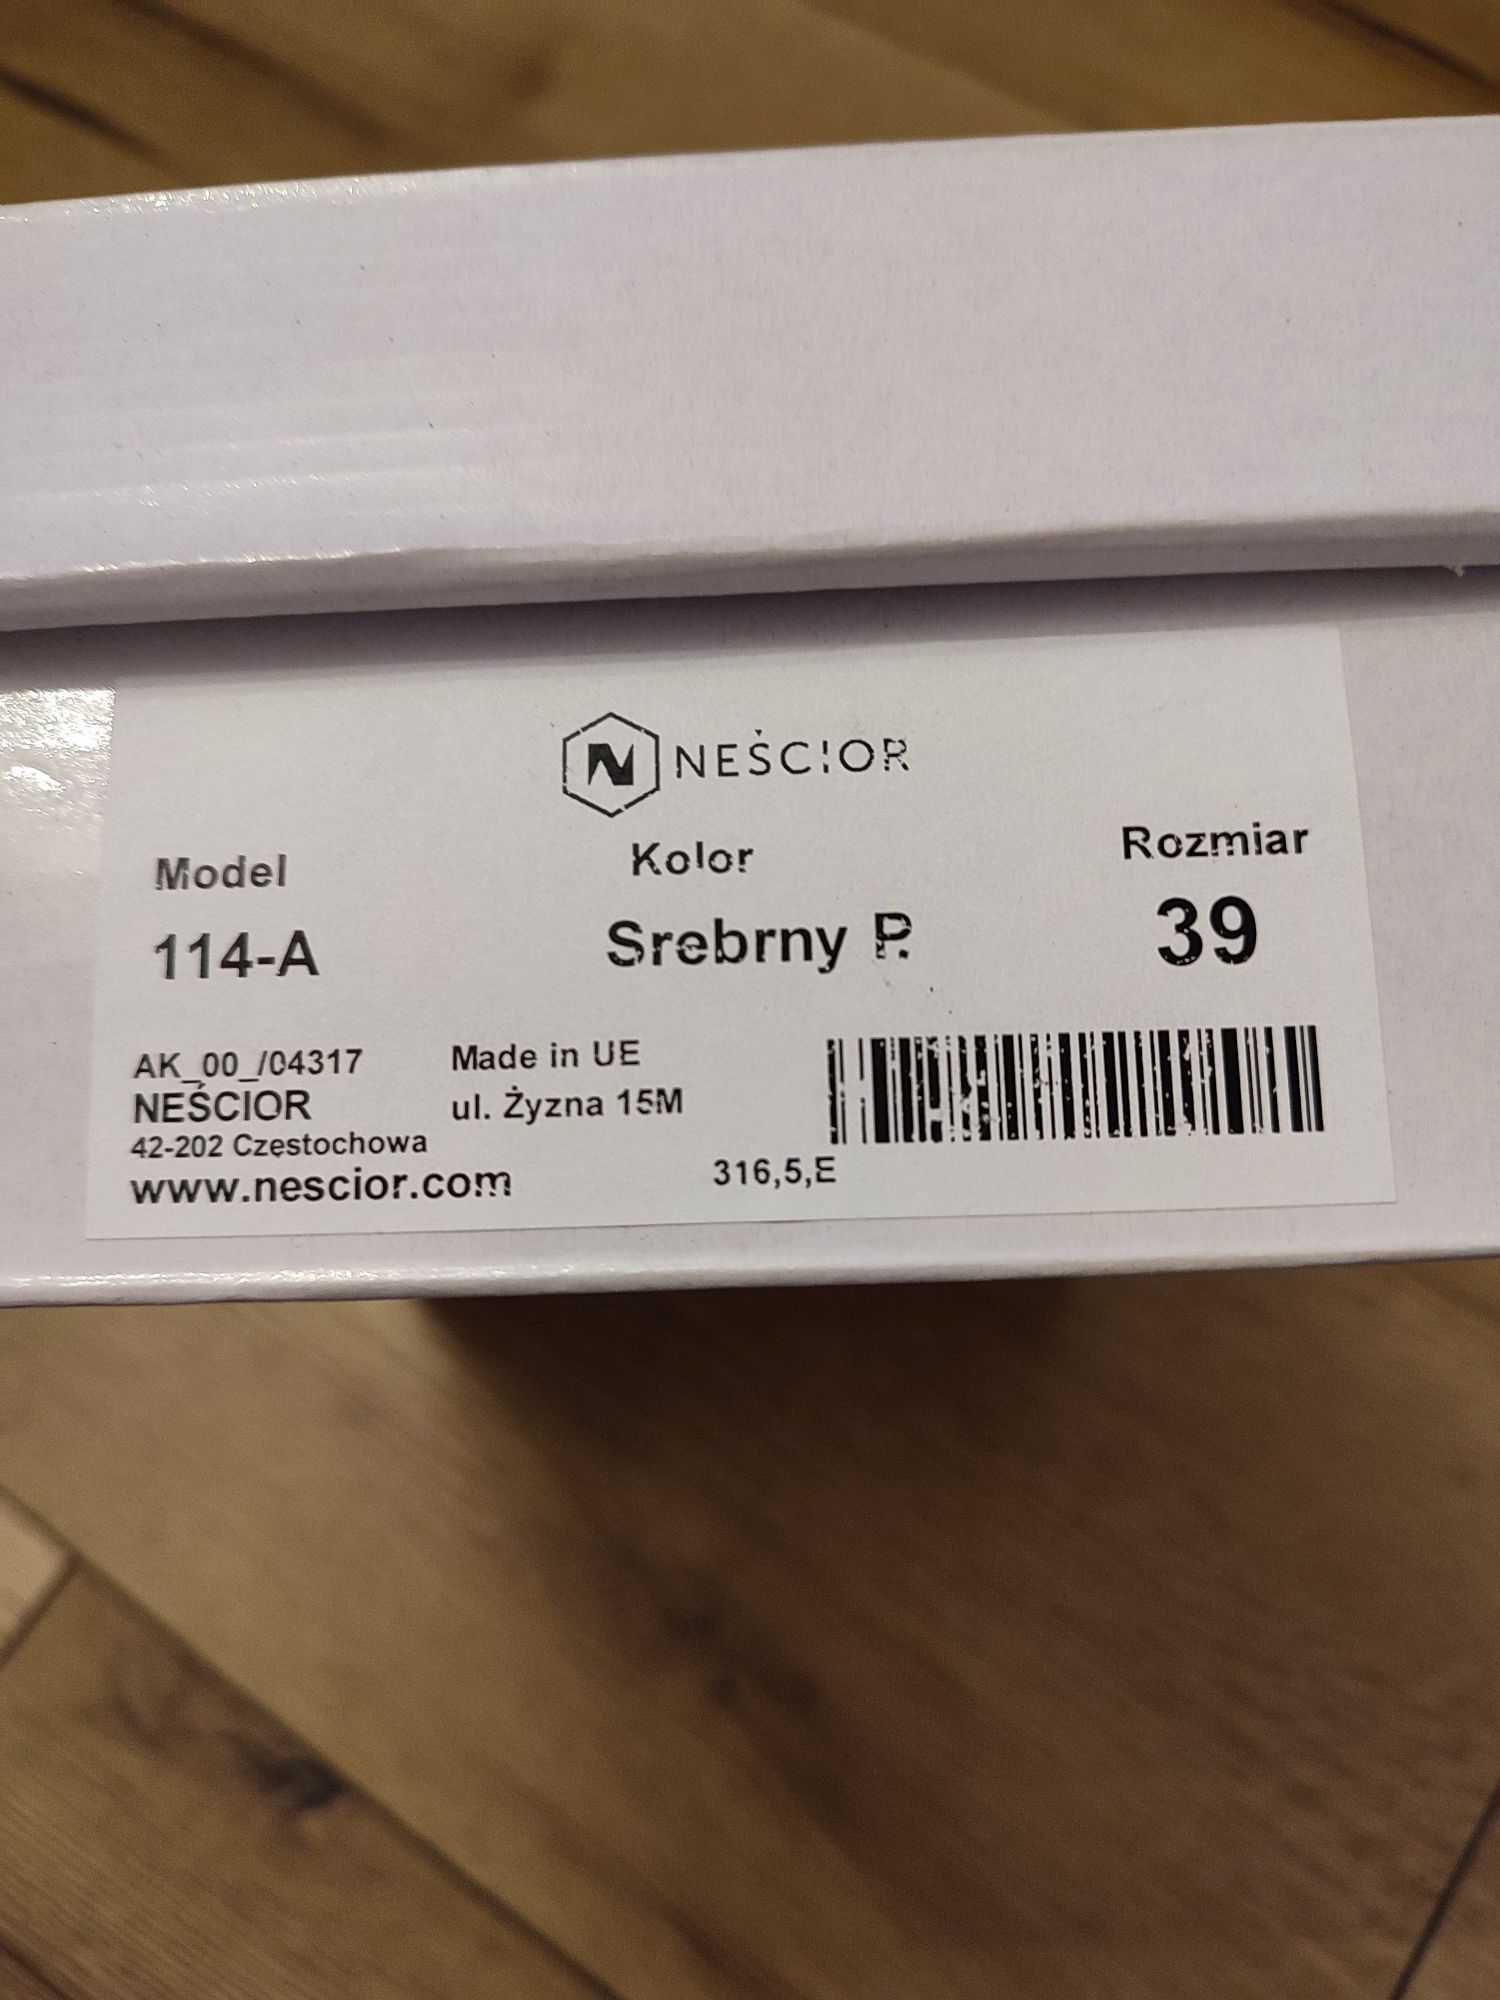 NEŚCIOR
Model Kolor Rozmiar
114-A Srebrny P. 39
AK_00_/04317 Made in UE
NEŚCIOR ul. Żyzna 15M
42-202 Częstochowa
www.nescior.com 316,5,E